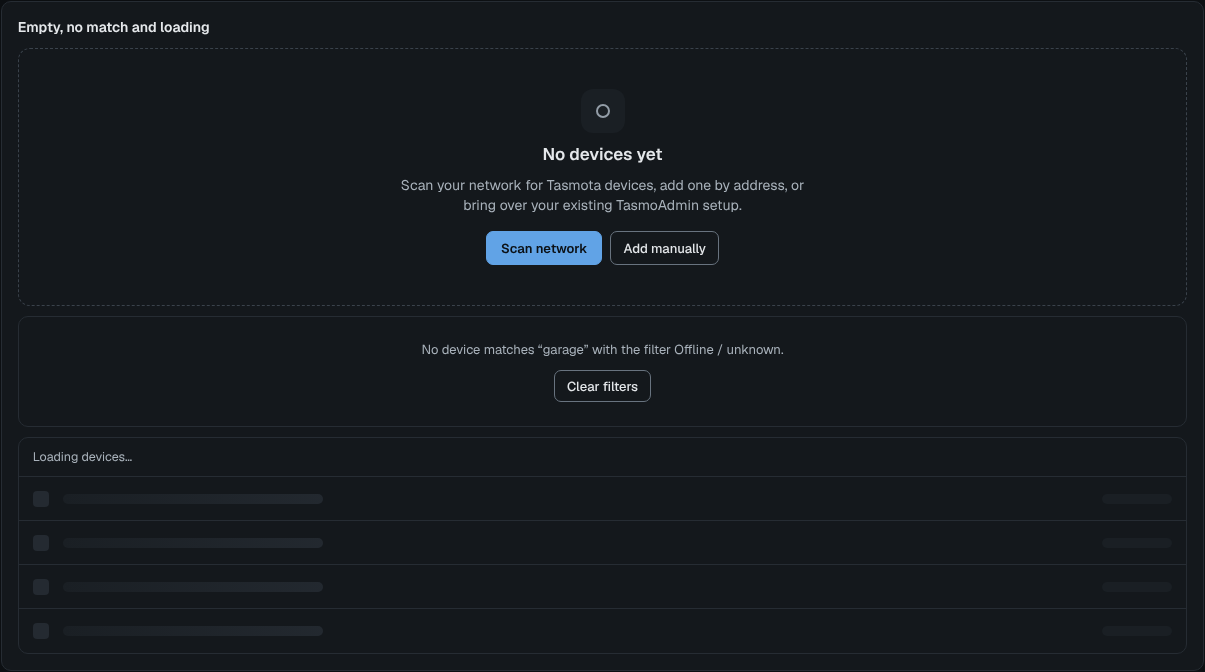 Empty, no match and loading
No devices yet
Scan your network for Tasmota devices, add one by address, or
bring over your existing TasmoAdmin setup.
Scan network
Add manually
No device matches “garage” with the filter Offline / unknown.
Clear filters
Loading devices…